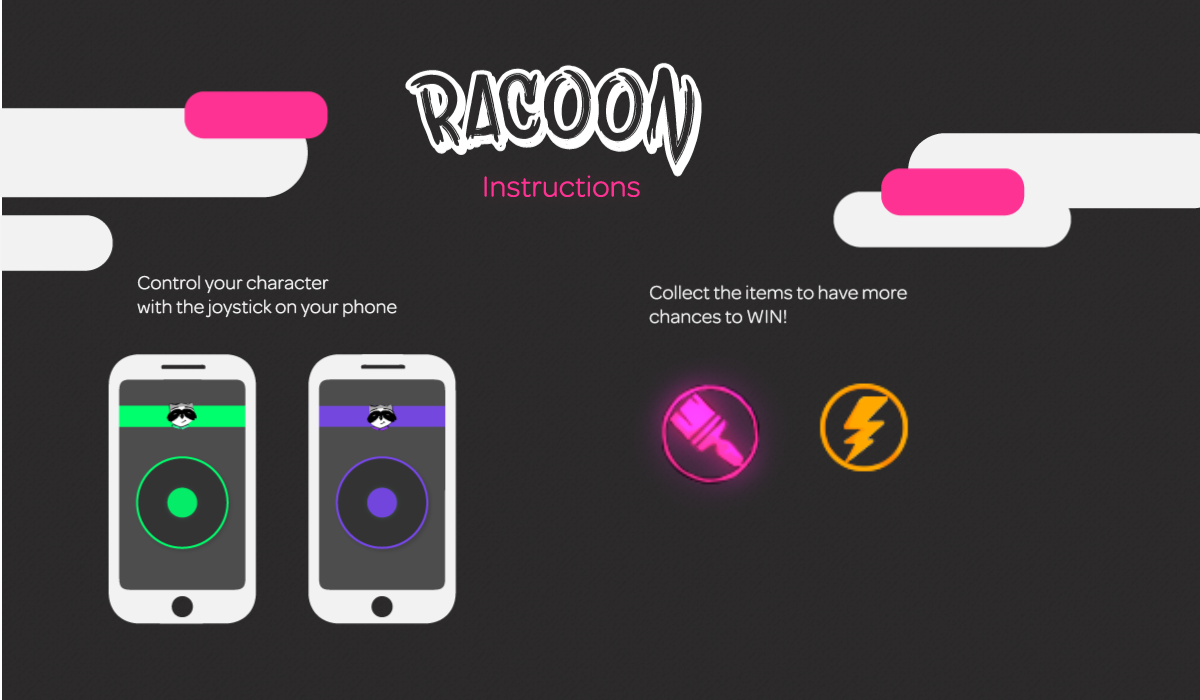 RACOON
Instructions
Control your character
with the joystick on your phone
Collect the items to have more
chances to WIN!